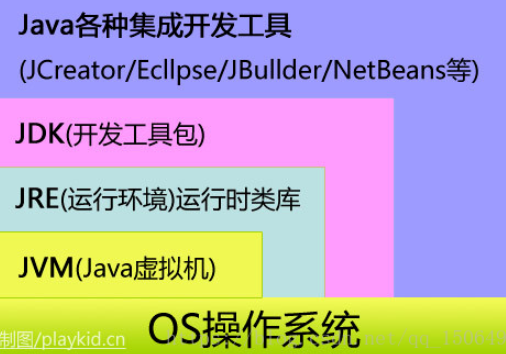 Java各种集成开发工具
(JCreator/Ecllpse/JBullder/NetBeans等)
JDK(开发工具包)
JRE(运行环境)运行时类库
JVM(Java虚拟机)
OS操作系统
制图/playkid.cn